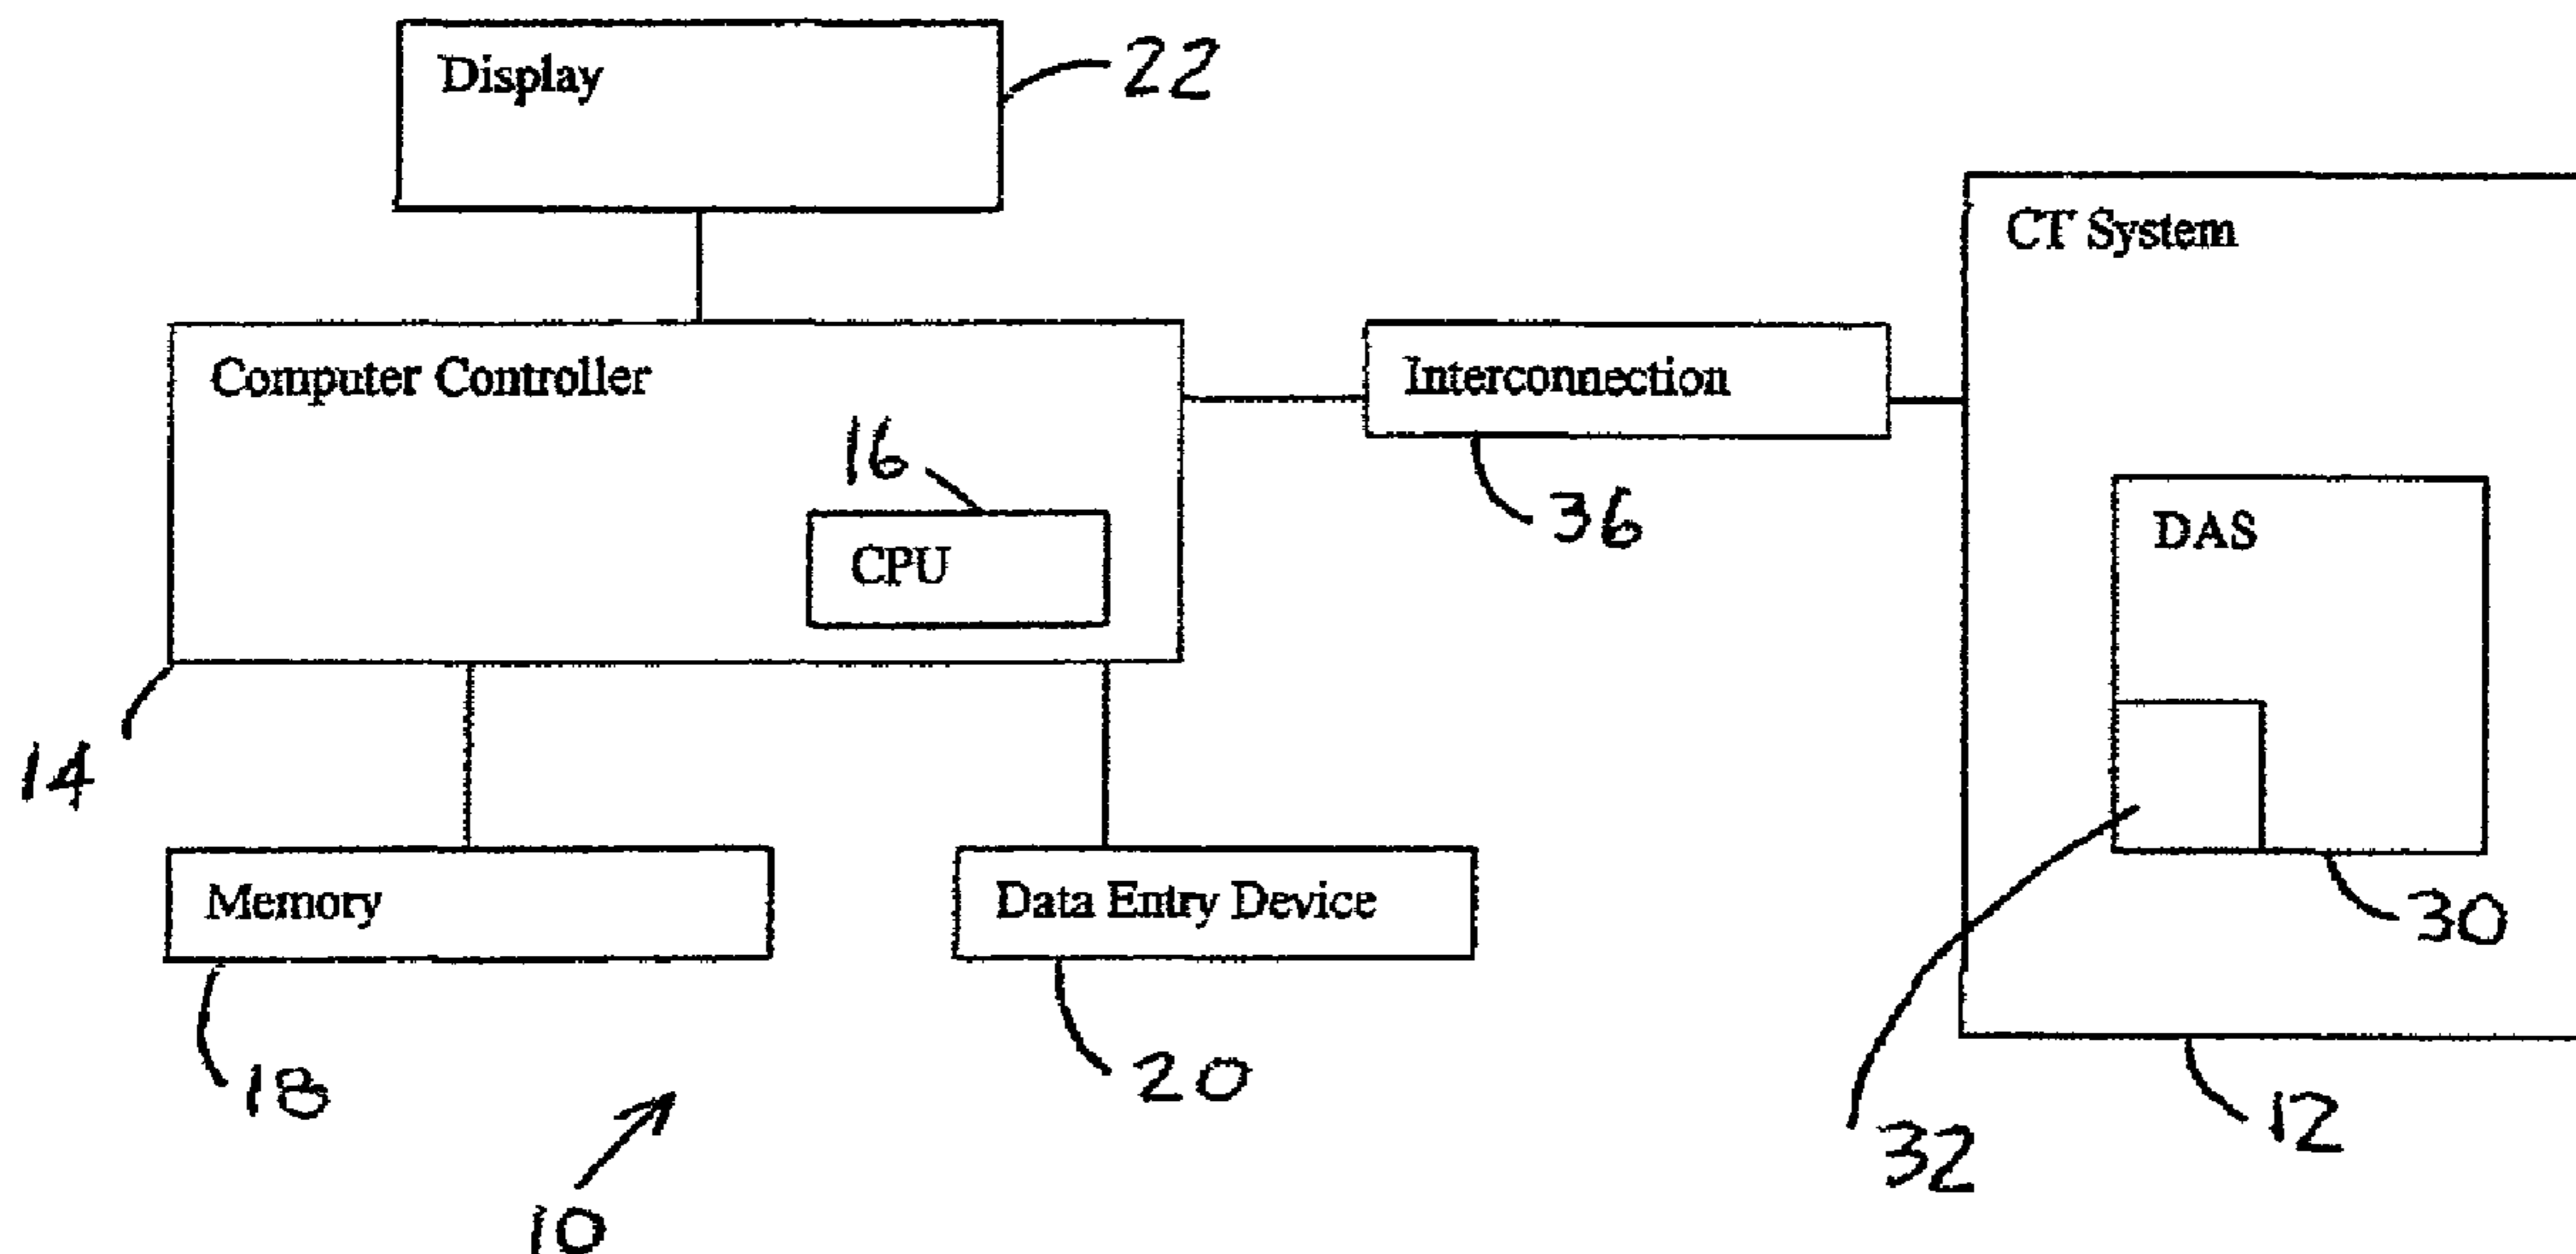 Display
22
CT System
Computer Controller
Interconnection
16
36
CPU
DAS
14
Memory
Data Entry Device
30
18
20
12
32
10